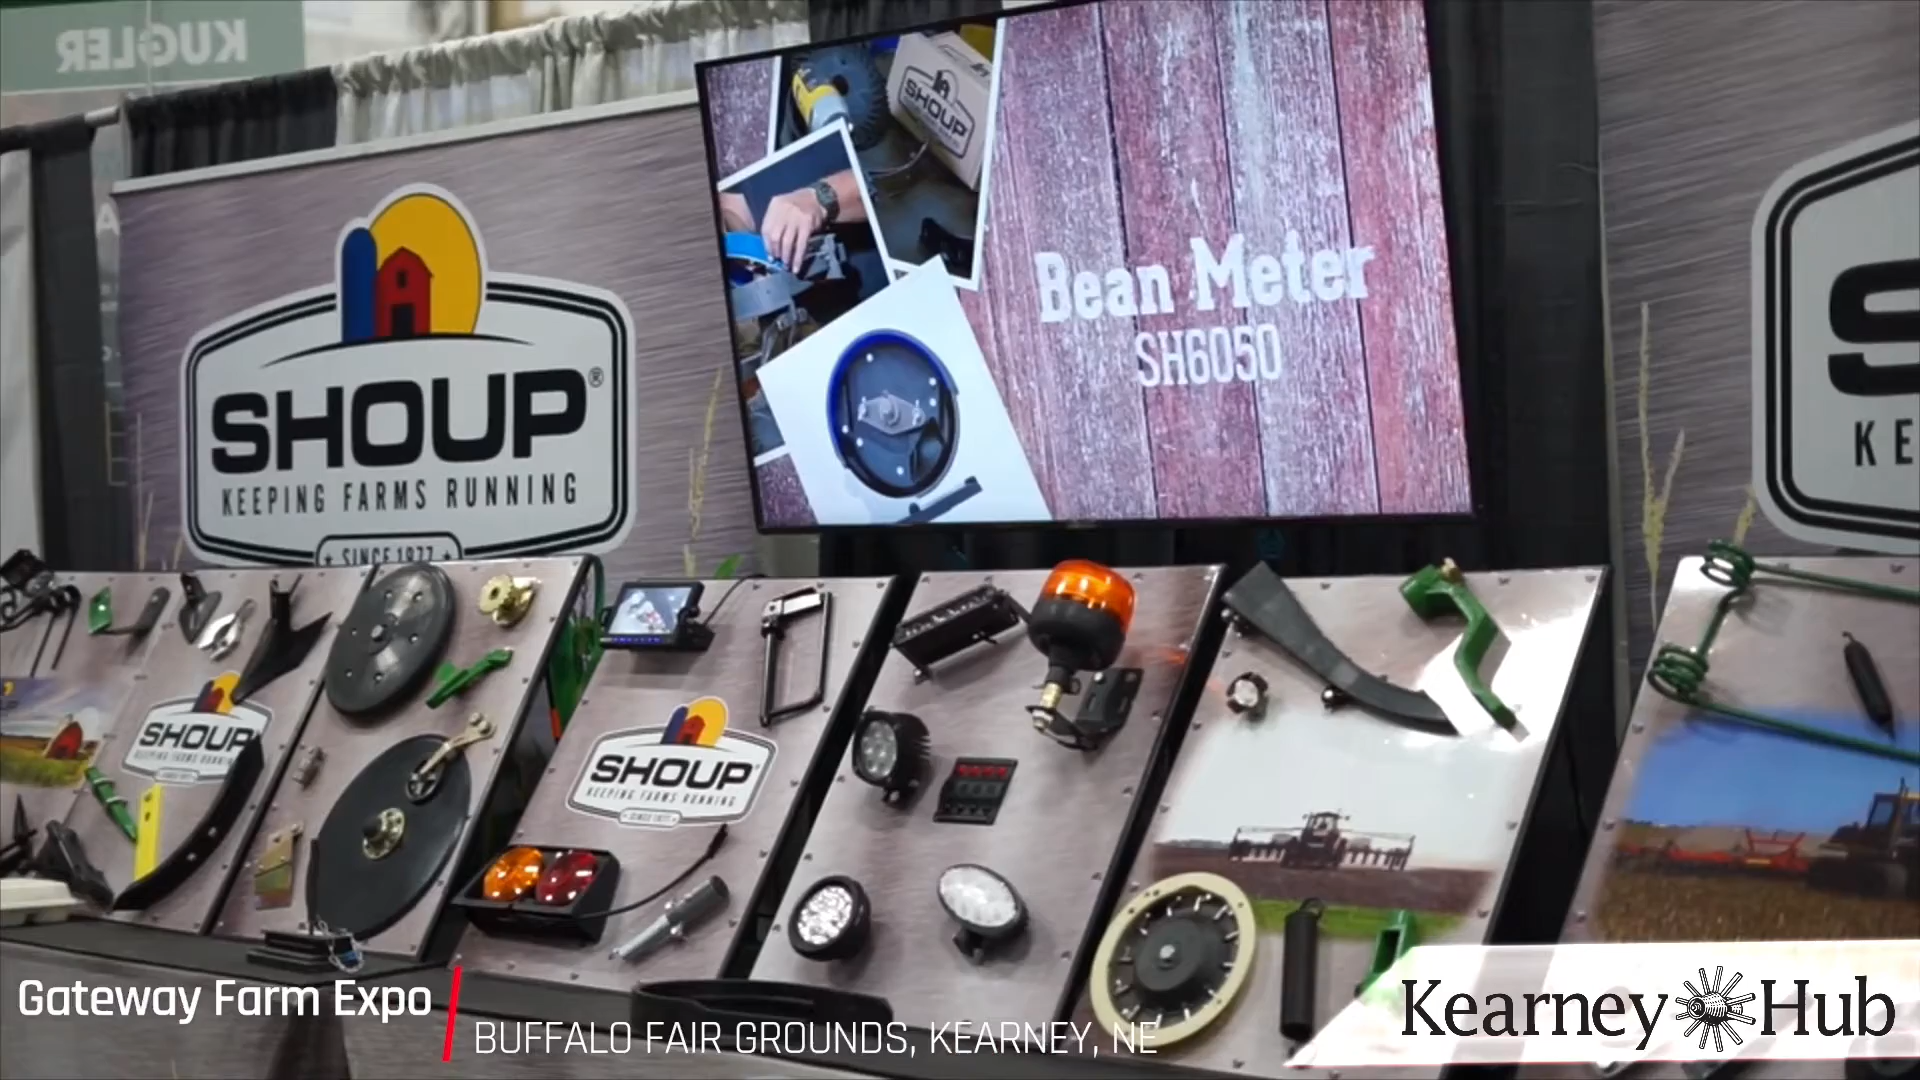 KUGLER
SHOUP
SHOUP®
KEEPING FARMS RUNNING
★ SINCE 1977 ★
Bean Meter
SH6050
KE
SHOUP
KEEPING FARMS RUNNING
SHOUP
KEEPING FARMS RUNNING
SINCE 1977
Gateway Farm Expo
BUFFALO FAIR GROUNDS, KEARNEY, NE
Kearney Hub